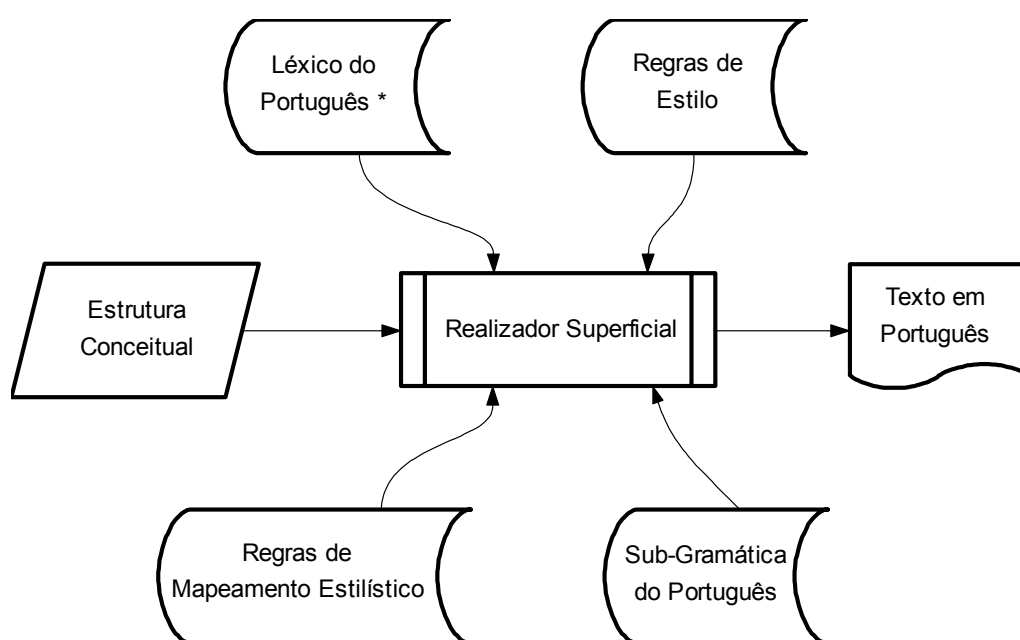 Léxico do
Português *
Regras de
Estilo
Estrutura
Conceitual
Realizador Superficial
Texto em
Português
Regras de
Mapeamento Estilístico
Sub-Gramática
do Português